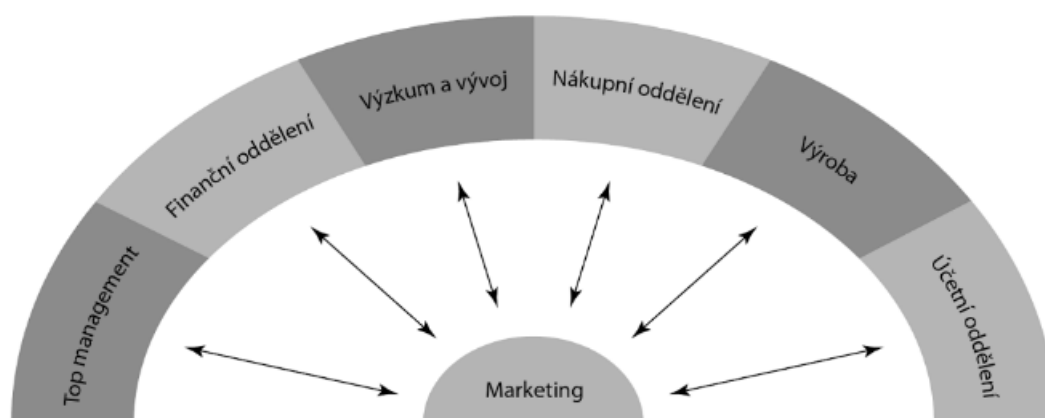 Top management
Finanční oddělení
Výzkum a vývoj
Nákupní oddělení
Výroba
Účetní oddělení
Marketing